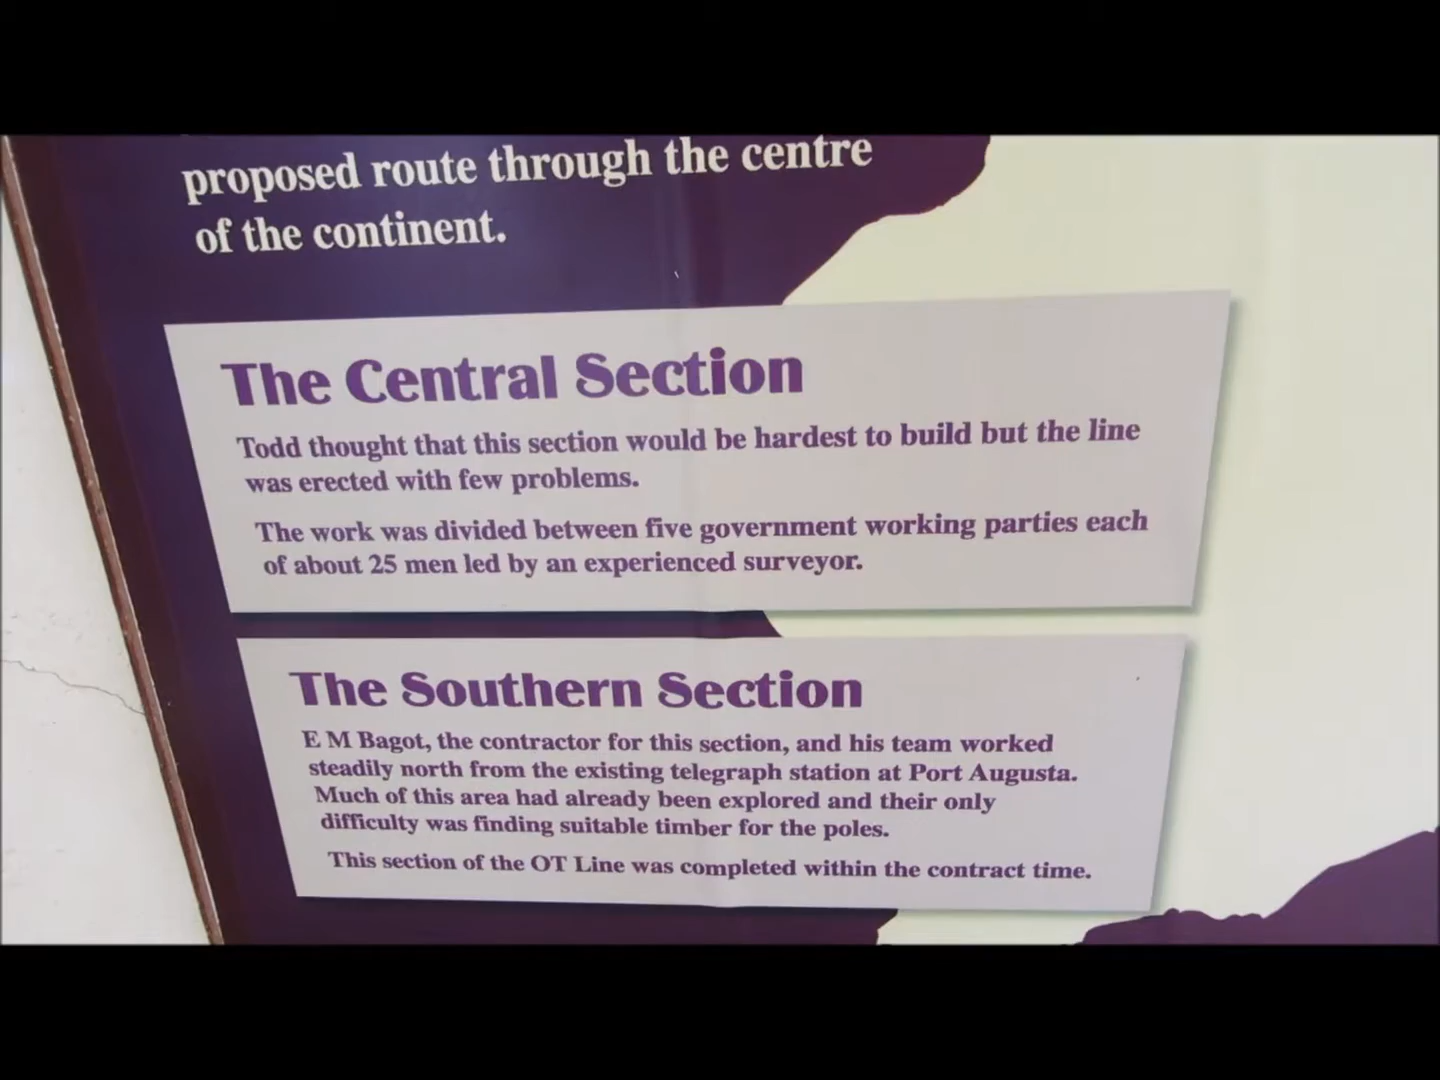 proposed route through the centre
of the continent.
The Central Section
Todd thought that this section would be hardest to build but the line
was erected with few problems.
The work was divided between five government working parties each
of about 25 men led by an experienced surveyor.
The Southern Section
E M Bagot, the contractor for this section, and his team worked
steadily north from the existing telegraph station at Port Augusta.
Much of this area had already been explored and their only
difficulty was finding suitable timber for the poles.
This section of the OT Line was completed within the contract time.